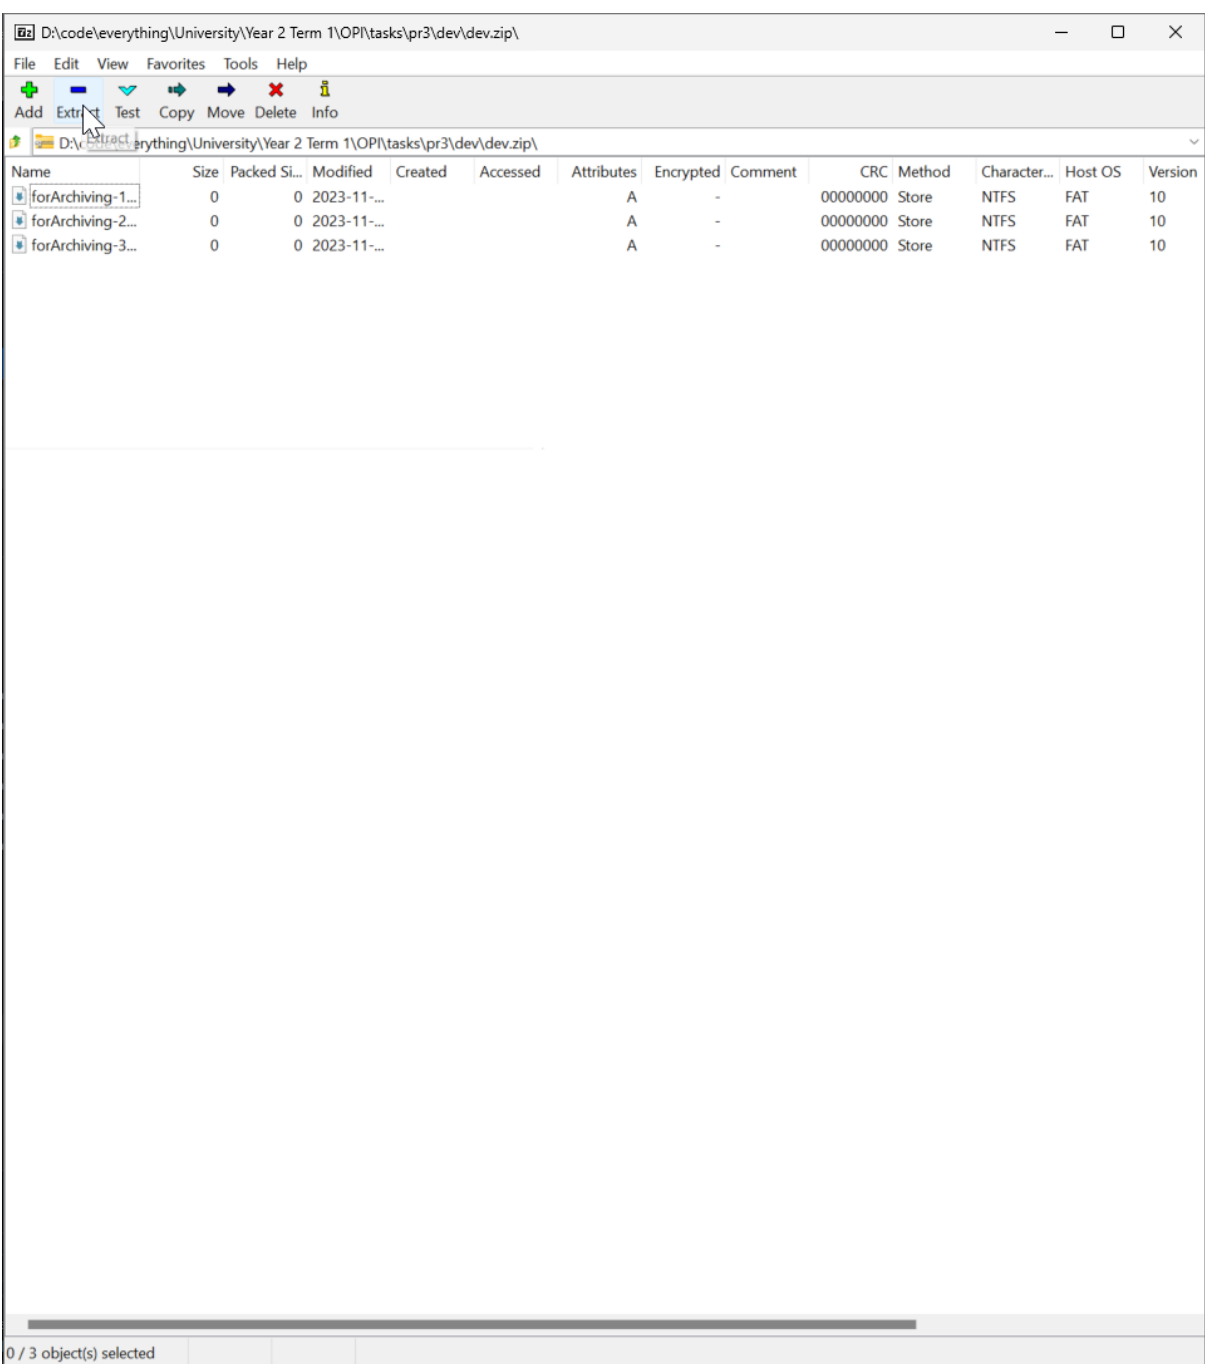 D:\code\everything\University\Year 2 Term 1\OPI\tasks\pr3\dev\dev.zip\
File Edit View Favorites Tools Help
Add Extract Test Copy Move Delete Info
Extract
D:\code\everything\University\Year 2 Term 1\OPI\tasks\pr3\dev\dev.zip\
Name Size Packed Si... Modified Created Accessed Attributes Encrypted Comment CRC Method Character... Host OS Version
forArchiving-1... 0 0 2023-11-... A - 00000000 Store NTFS FAT 10
forArchiving-2... 0 0 2023-11-... A - 00000000 Store NTFS FAT 10
forArchiving-3... 0 0 2023-11-... A - 00000000 Store NTFS FAT 10
0 / 3 object(s) selected